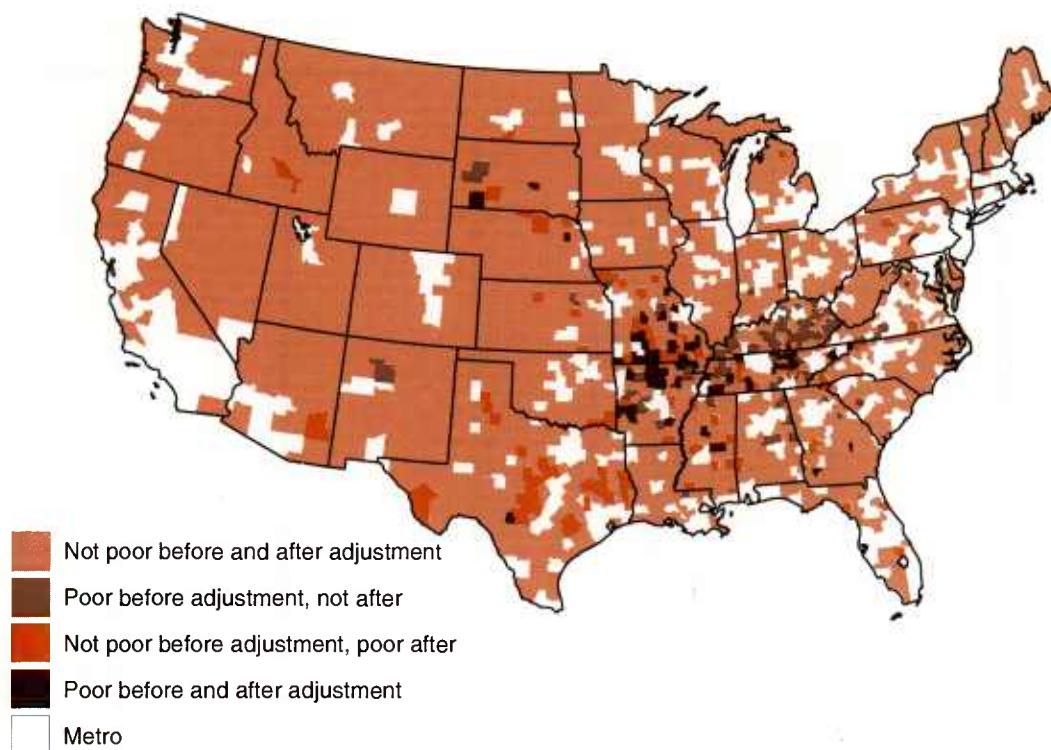 Not poor before and after adjustment
Poor before adjustment, not after
Not poor before adjustment, poor after
Poor before and after adjustment
Metro